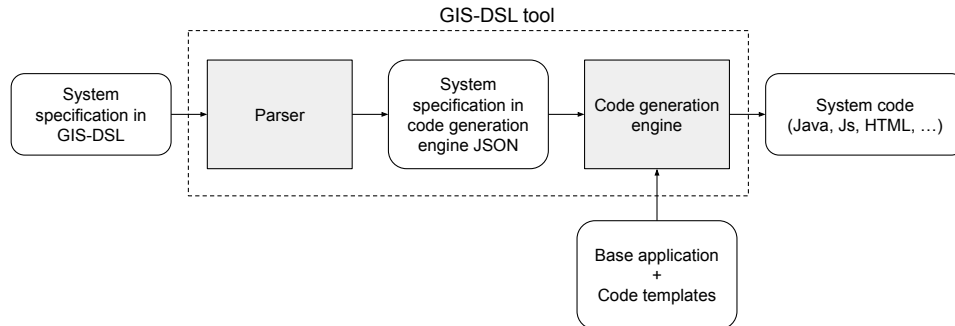 GIS-DSL tool
System
specification in
GIS-DSL
Parser
System
specification in
code generation
engine JSON
Code generation
engine
System code
(Java, Js, HTML, …)
Base application
+
Code templates